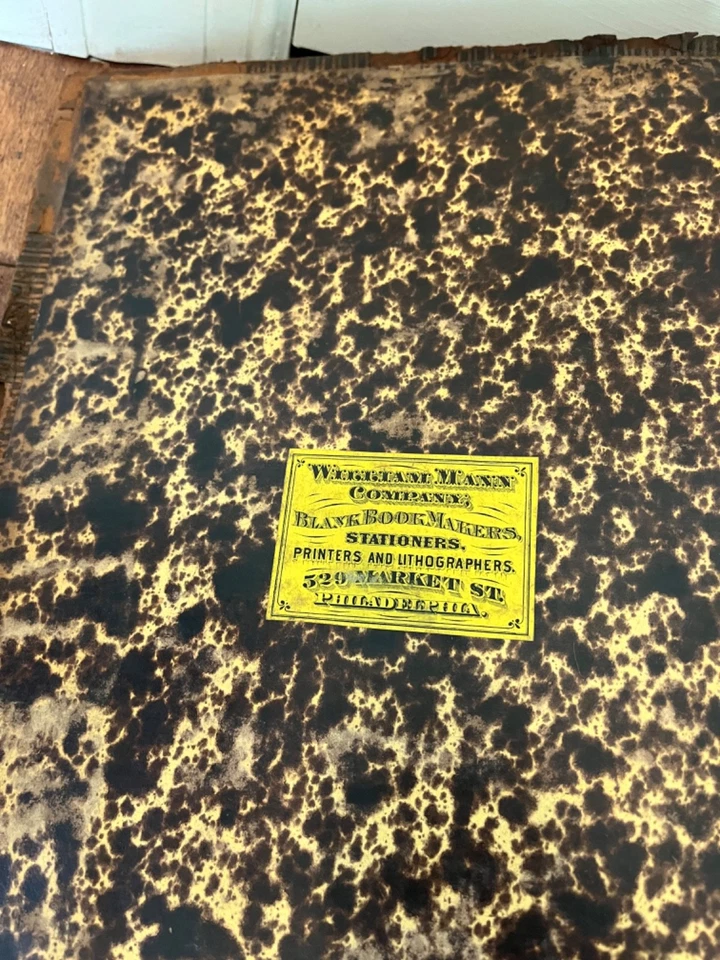 WILLIAM MANN
COMPANY,
BLANK BOOK MAKERS,
STATIONERS,
PRINTERS AND LITHOGRAPHERS.
529 MARKET ST.
PHILADELPHIA.